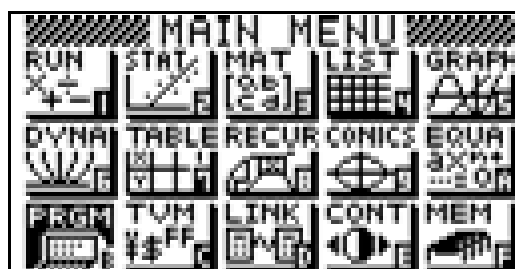 MAIN MENU
RUN STAT MAT LIST GRAPH
DYNA TABLE RECUR CONICS EQUA
PRGM TVM LINK CONT MEM